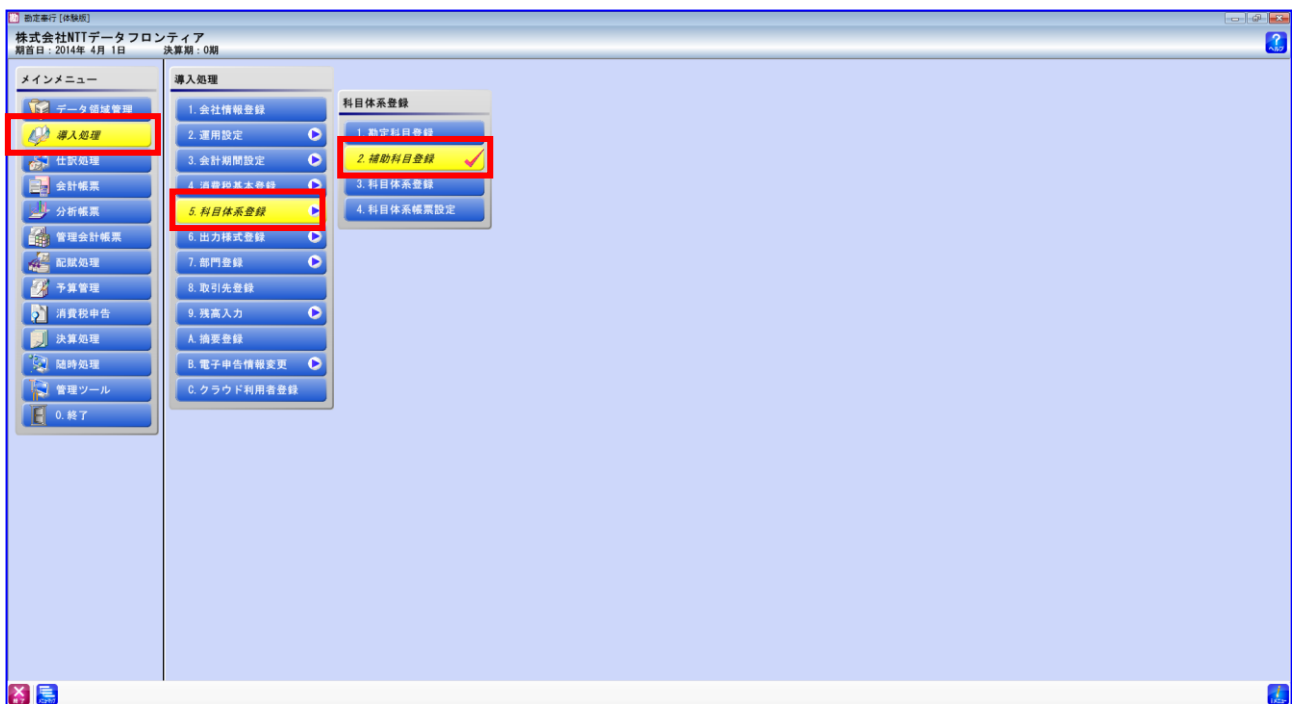 勘定奉行 [体験版]
株式会社NTTデータフロンティア
期首日：2014年 4月 1日 決算期：0期
ヘルプ
メインメニュー
データ領域管理
導入処理
仕訳処理
会計帳票
分析帳票
管理会計帳票
配賦処理
予算管理
消費税申告
決算処理
随時処理
管理ツール
0. 終了
導入処理
1. 会社情報登録
2. 運用設定
3. 会計期間設定
4. 消費税基本登録
5. 科目体系登録
6. 出力様式登録
7. 部門登録
8. 取引先登録
9. 残高入力
A. 摘要登録
B. 電子申告情報変更
C. クラウド利用者登録
科目体系登録
1. 勘定科目登録
2. 補助科目登録
3. 科目体系登録
4. 科目体系帳票設定
終了